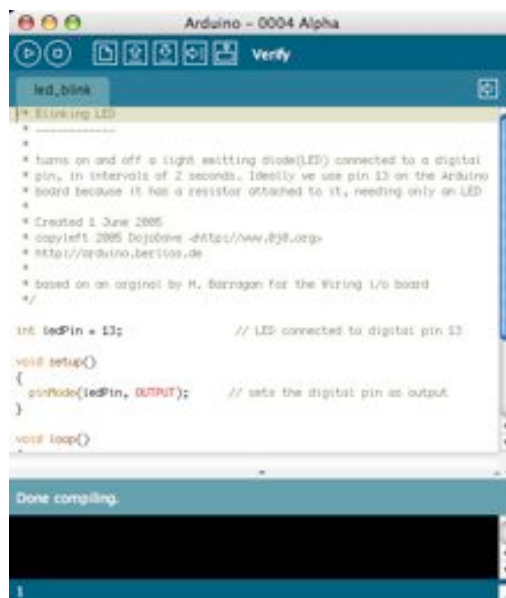 Arduino - 0004 Alpha
Verify
led_blink
/* Blinking LED
* ------------
*
* turns on and off a light emitting diode(LED) connected to a digital
* pin, in intervals of 2 seconds. Ideally we use pin 13 on the Arduino
* board because it has a resistor attached to it, needing only an LED
*
* Created 1 June 2005
* copyleft 2005 DojoDave <http://www.0j0.org>
* http://arduino.berlios.de
*
* based on an orginal by H. Barragan for the Wiring i/o board
*/
int ledPin = 13; // LED connected to digital pin 13
void setup()
{
pinMode(ledPin, OUTPUT); // sets the digital pin as output
}
void loop()
Done compiling.
1